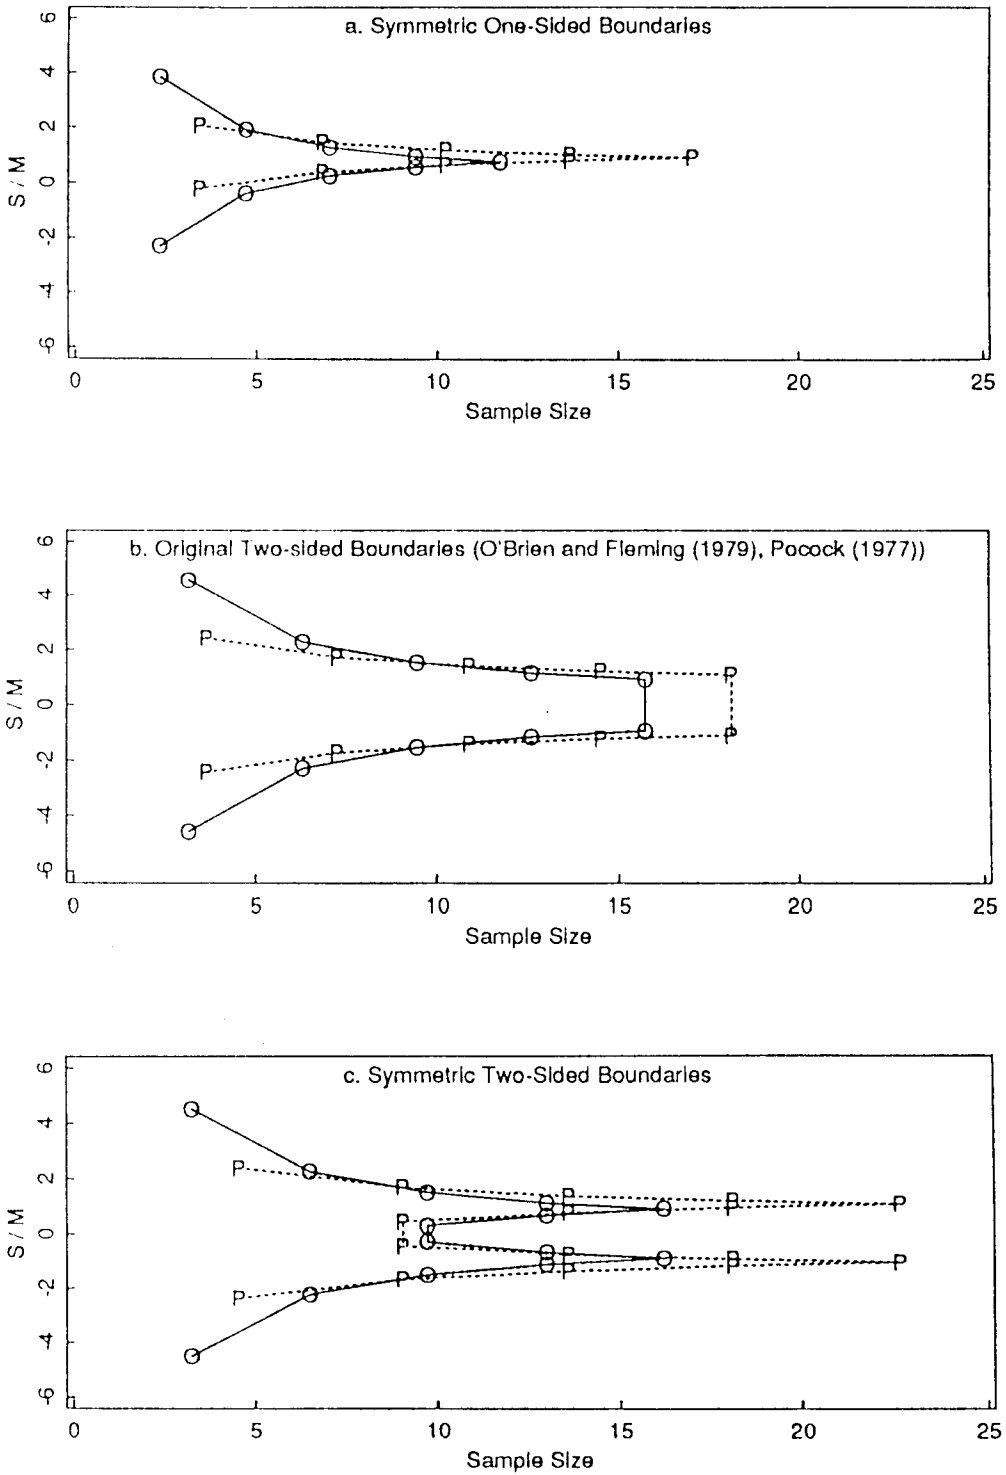 a. Symmetric One-Sided Boundaries
6
4
2
0
-2
-4
-6
S / M
0 5 10 15 20 25
Sample Size
O O O O O
P P P P P
P P P P
O O O O
b. Original Two-sided Boundaries (O'Brien and Fleming (1979), Pocock (1977))
6
4
2
0
-2
-4
-6
S / M
0 5 10 15 20 25
Sample Size
O O O O O
P P P P P
P P P P P
O O O O O
c. Symmetric Two-Sided Boundaries
6
4
2
0
-2
-4
-6
S / M
0 5 10 15 20 25
Sample Size
O O O O O
P P P P P
P P P
O O
O O O
P P P P
P P P P
O O O O